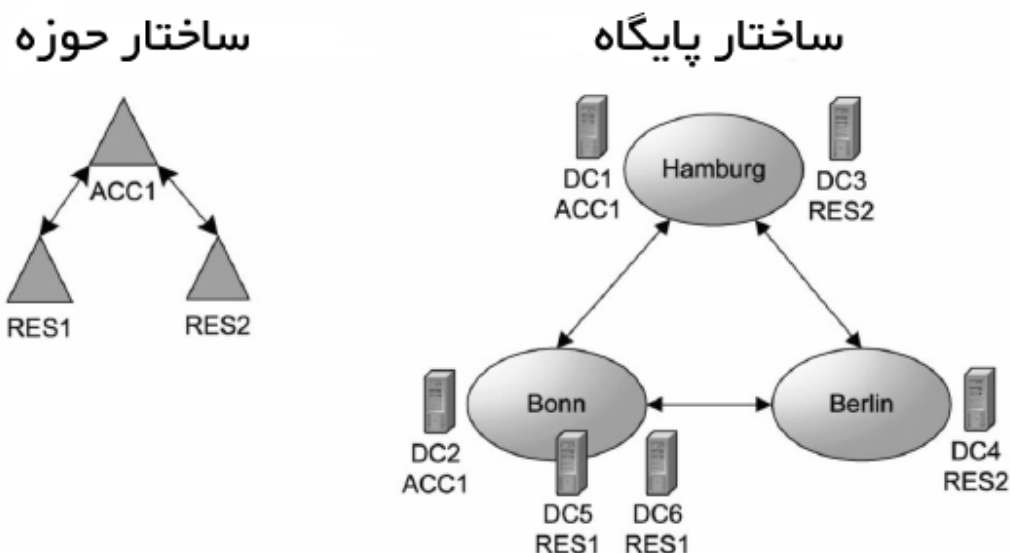 ساختار حوزه
ساختار پایگاه
ACC1
RES1
RES2
Hamburg
DC1
ACC1
DC3
RES2
Bonn
Berlin
DC2
ACC1
DC4
RES2
DC5
RES1
DC6
RES1